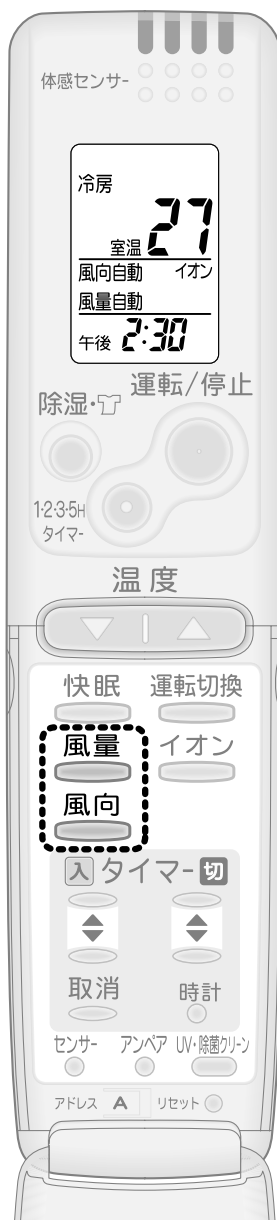 体感センサー
冷房
室温 27
風向自動 イオン
風量自動
午後 2:30
除湿・ 運転/停止
1・2・3・5H
タイマー
温度
快眠 運転切換
風量 イオン
風向
入 タイマー 切
取消 時計
センサー アンペア UV・除菌クリーン
アドレス A リセット